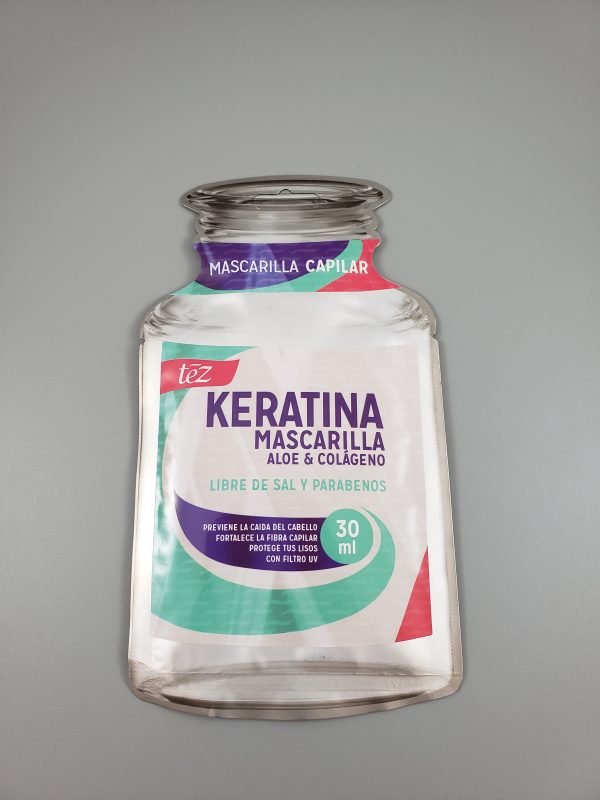 MASCARILLA CAPILAR
tēz
KERATINA
MASCARILLA
ALOE & COLÁGENO
LIBRE DE SAL Y PARABENOS
PREVIENE LA CAIDA DEL CABELLO
FORTALECE LA FIBRA CAPILAR
PROTEGE TUS LISOS
CON FILTRO UV
30
ml